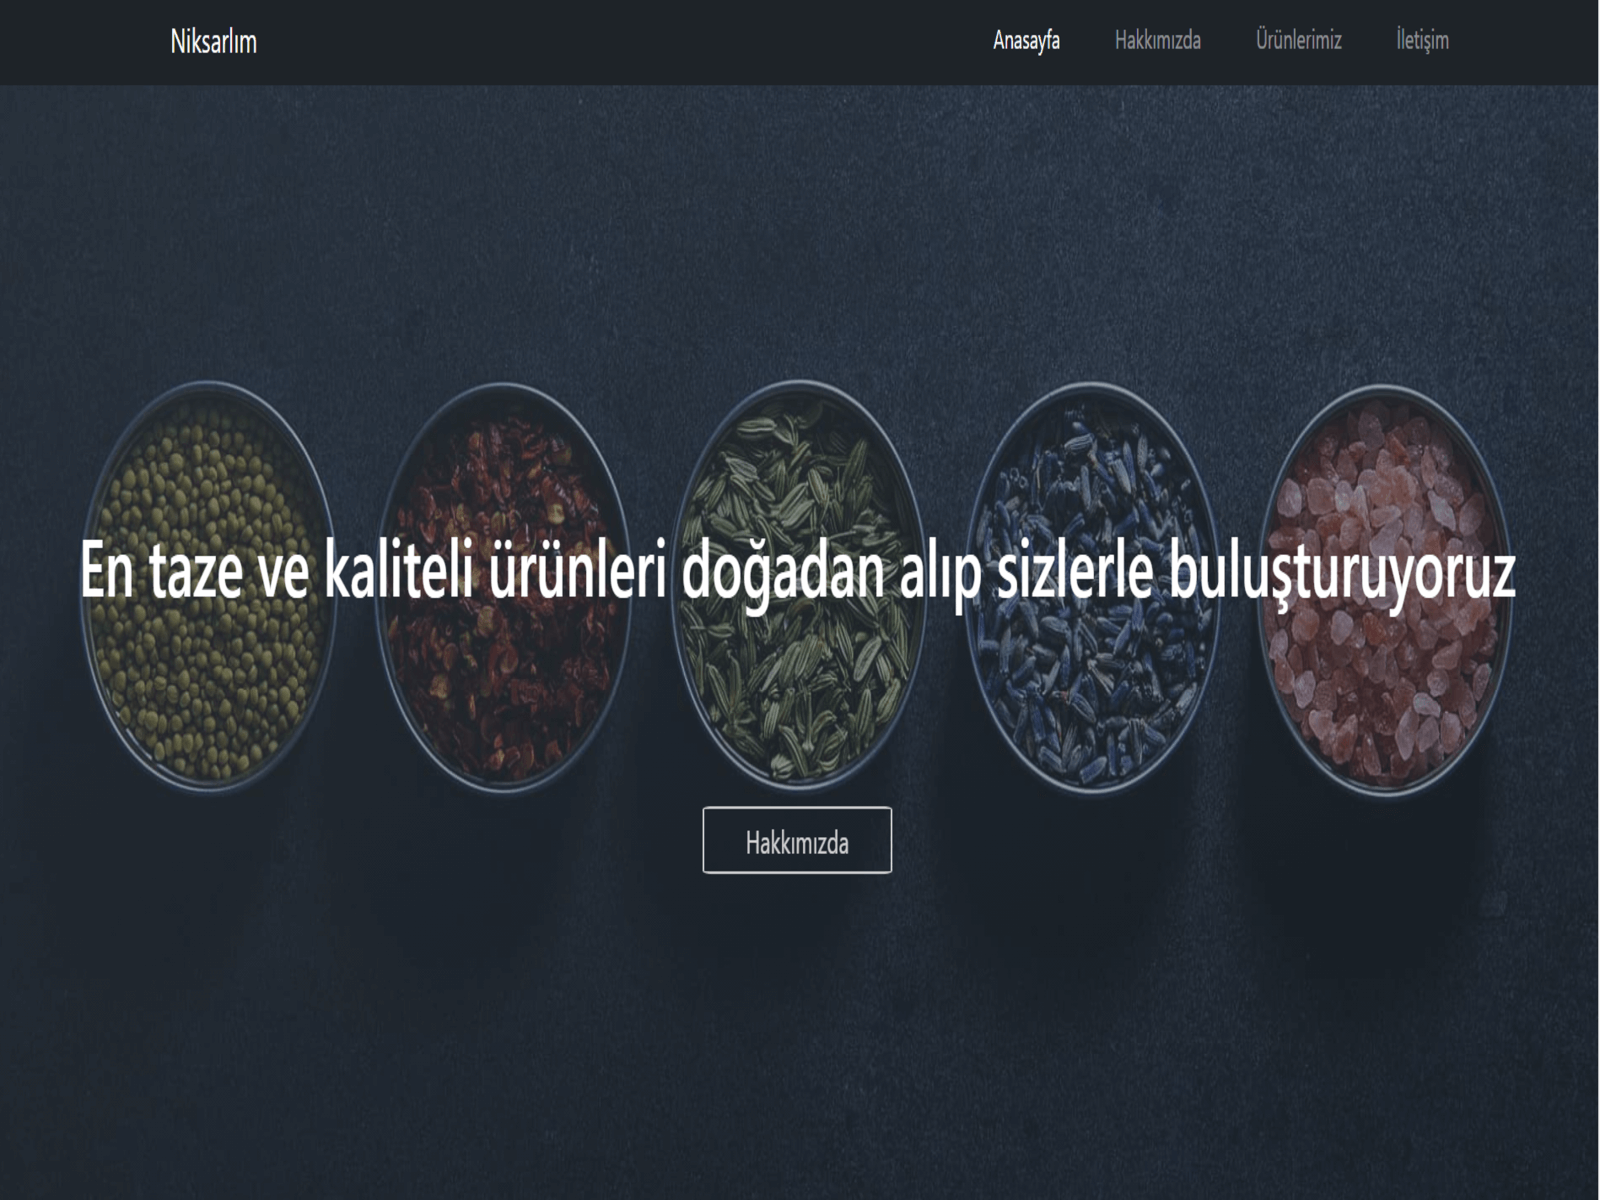 Niksarlım
Anasayfa Hakkımızda Ürünlerimiz İletişim
En taze ve kaliteli ürünleri doğadan alıp sizlerle buluşturuyoruz
Hakkımızda